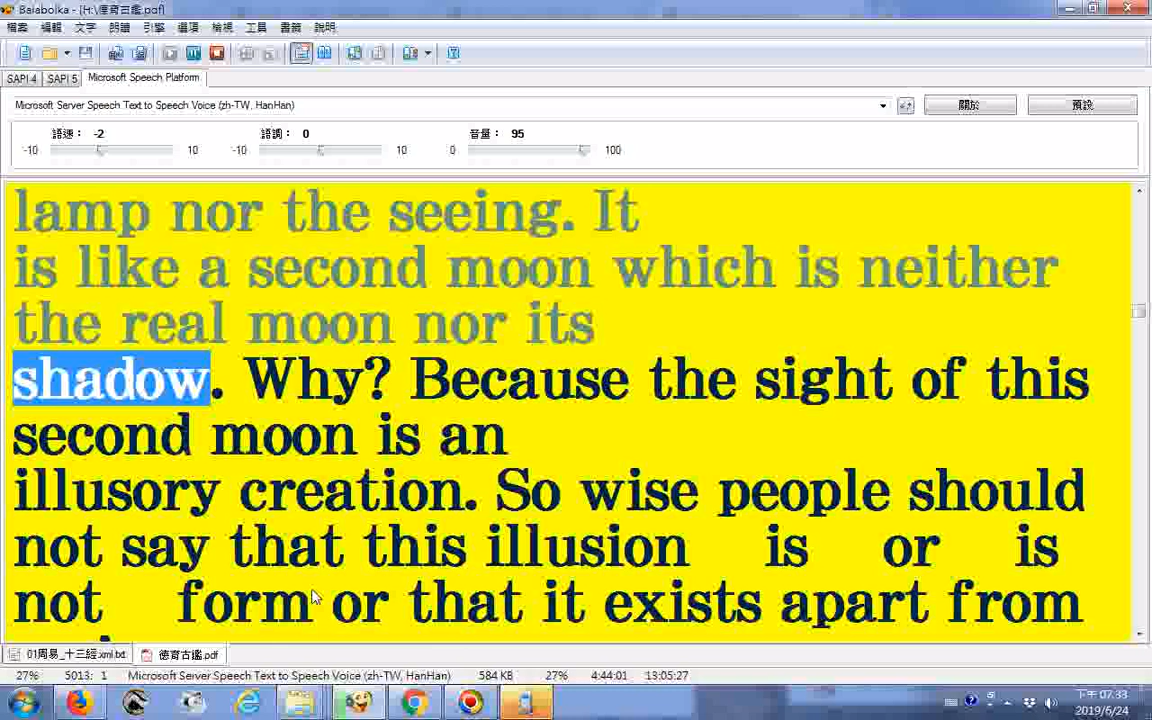 Balabolka - [H:\德育古鑑.pdf]
檔案 編輯 文字 朗讀 引擎 選項 檢視 工具 書籤 說明
SAPI 4 SAPI 5 Microsoft Speech Platform
Microsoft Server Speech Text to Speech Voice (zh-TW, HanHan) 關於 預設
語速： -2 語調： 0 音量： 95
-10 10 -10 10 0 100
lamp nor the seeing. It
is like a second moon which is neither
the real moon nor its
shadow. Why? Because the sight of this
second moon is an
illusory creation. So wise people should
not say that this illusion is or is
not form or that it exists apart from
01周易_十三經.xml.txt 德育古鑑.pdf
27% 5013: 1 Microsoft Server Speech Text to Speech Voice (zh-TW, HanHan) 584 KB 27% 4:44:01 13:05:27
下午 07:33
2019/6/24